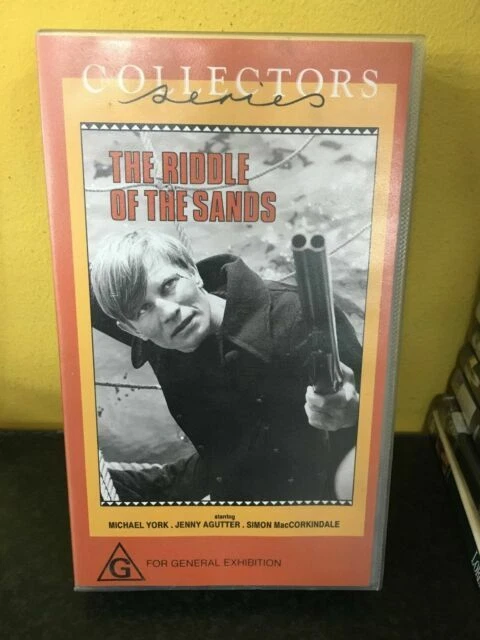 COLLECTORS
series
THE RIDDLE
OF THE SANDS
starring
MICHAEL YORK . JENNY AGUTTER . SIMON MacCORKINDALE
G
FOR GENERAL EXHIBITION